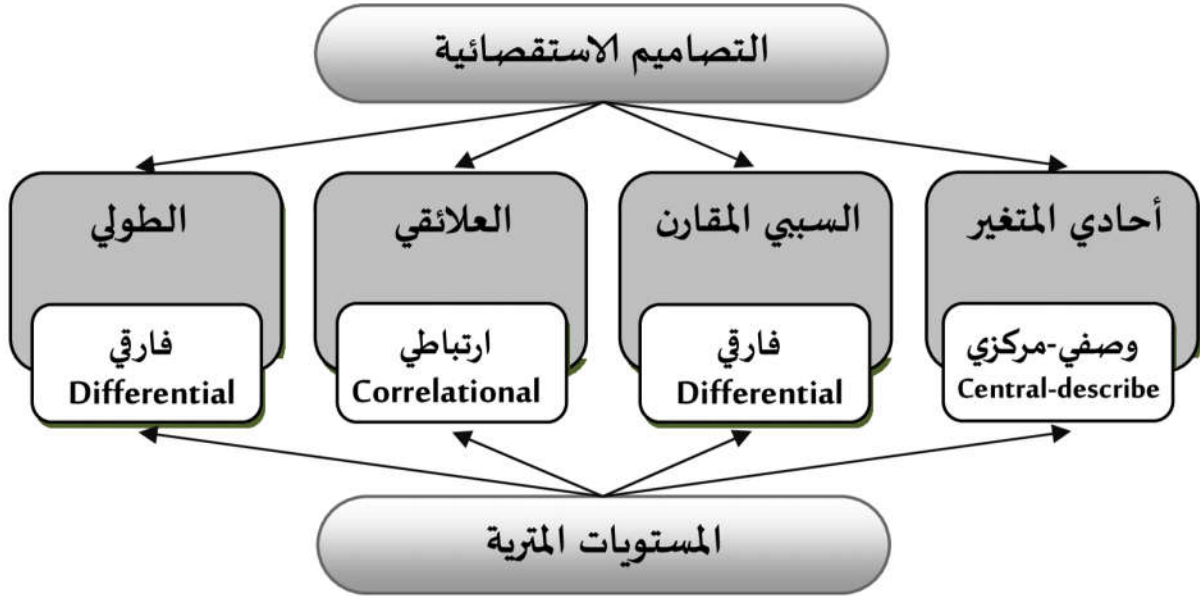 التصاميم الاستقصائية
أحادي المتغير
وصفي-مركزي
Central-describe
السببي المقارن
فارقي
Differential
العلائقي
ارتباطي
Correlational
الطولي
فارقي
Differential
المستويات المترية